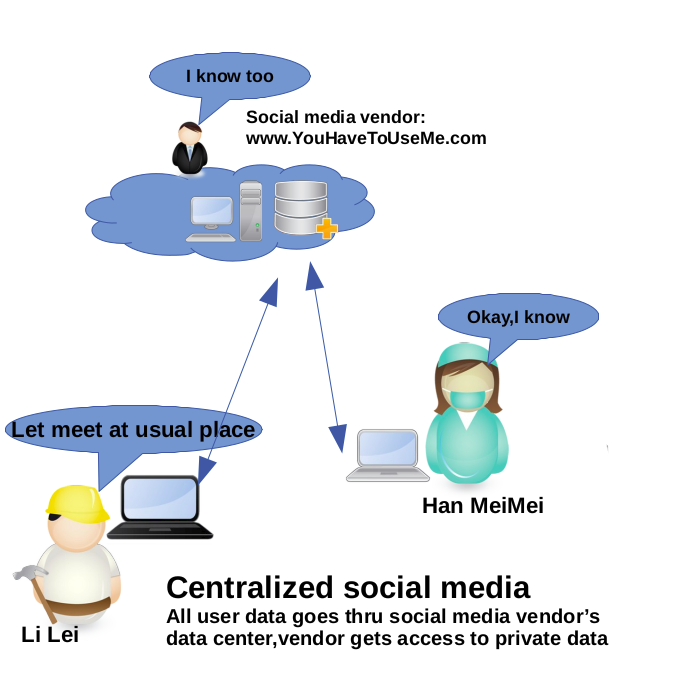 I know too
Social media vendor:
www.YouHaveToUseMe.com
Okay,I know
Let meet at usual place
Han MeiMei
Centralized social media
All user data goes thru social media vendor’s
data center,vendor gets access to private data
Li Lei